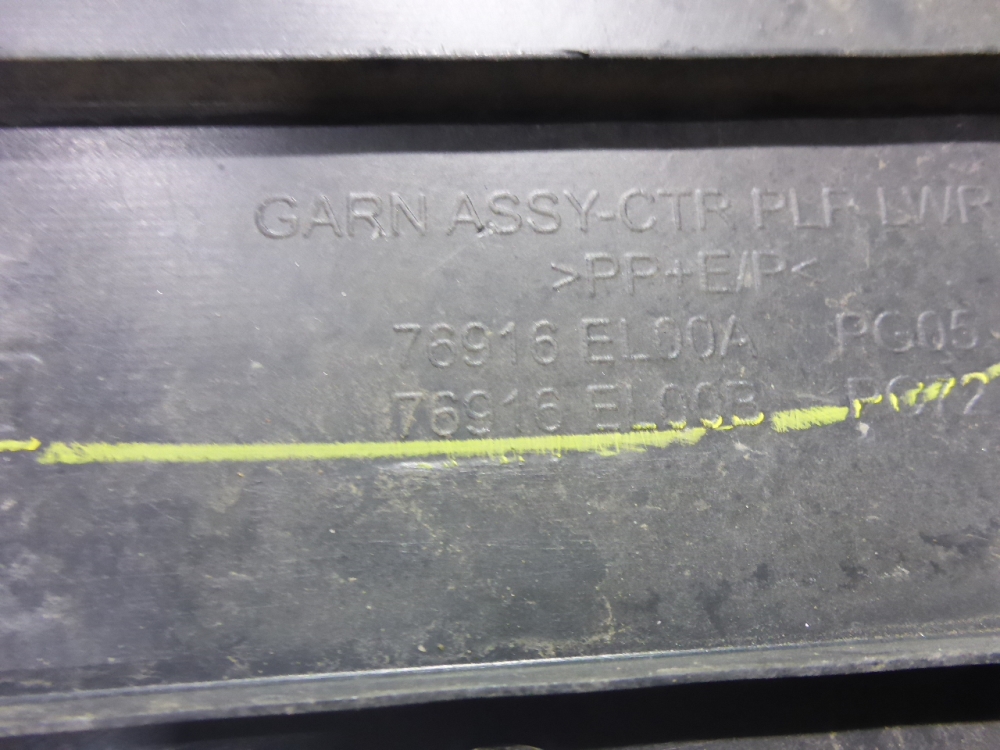 GARN ASSY-CTR PLR LWR
>PP+E/P<
76916 EL00A PG05
76916 EL00B PG72